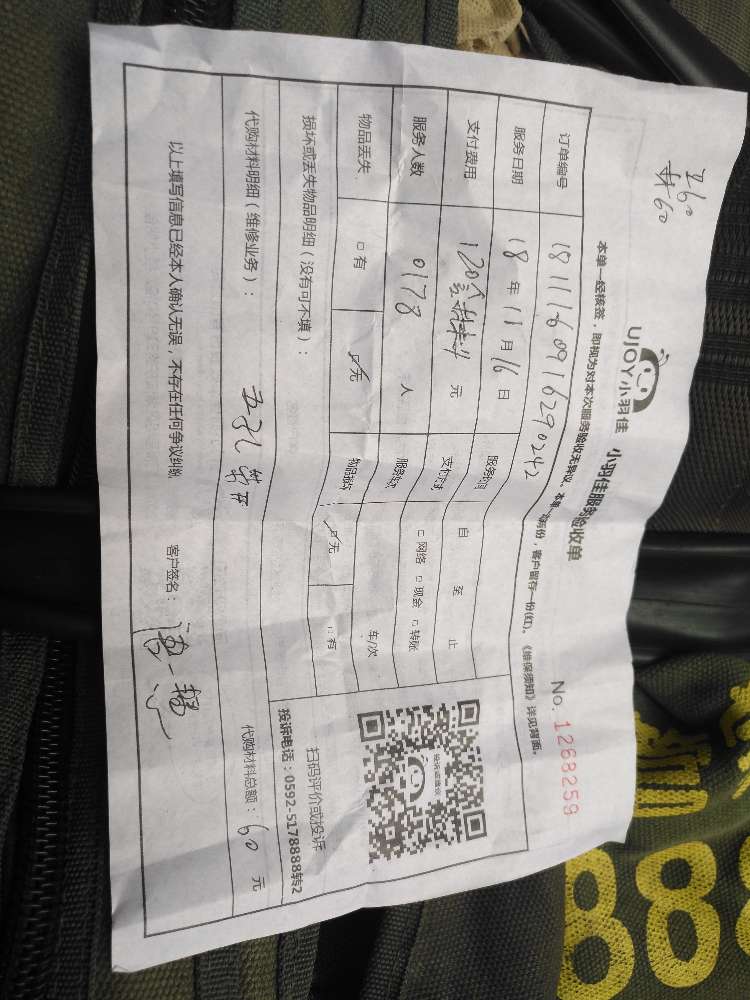 UJOY小羽佳
小羽佳服务验收单
No. 1268259
本单一经核签，即视为对本次服务验收无异议。本单一式两份，客户留存一份(红)。《维保须知》详见背面。
订单编号 1811160916290242
服务日期 18 年 11 月 16 日 服务时间 自 至 止
支付费用 120含材料 元 支付方式 □ 网络 □ 现金 □ 转账
服务人数 0178 人 服务车次 车/次
物品丢失 □ 有 ☑ 无 物品损坏 ☑ 无 □ 有
损坏或丢失物品明细（没有可不填）：
扫码评价或投诉
投诉电话：0592-5178888转2
代购材料明细（维修业务）： 代购材料总额： 60 元
以上填写信息已经本人确认无误，不存在任何争议纠纷 客户签名：
888